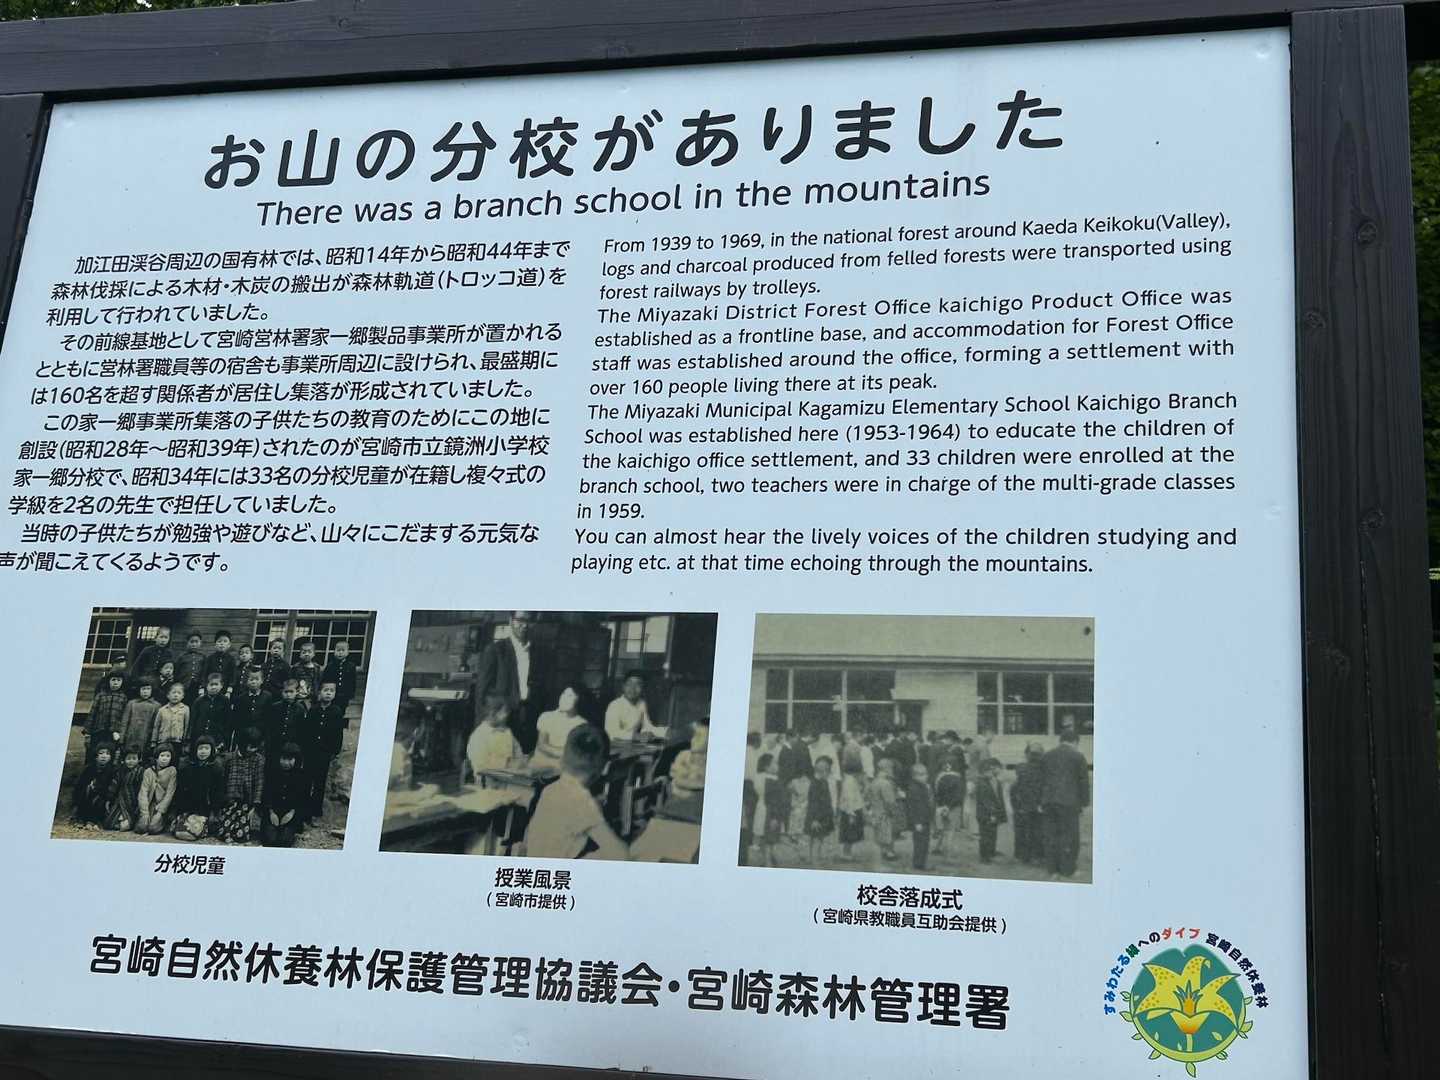 お山の分校がありました
There was a branch school in the mountains
加江田渓谷周辺の国有林では、昭和14年から昭和44年まで
森林伐採による木材・木炭の搬出が森林軌道(トロッコ道)を
利用して行われていました。
その前線基地として宮崎営林署家一郷製品事業所が置かれる
とともに営林署職員等の宿舎も事業所周辺に設けられ、最盛期に
は160名を超す関係者が居住し集落が形成されていました。
この家一郷事業所集落の子供たちの教育のためにこの地に
創設(昭和28年〜昭和39年)されたのが宮崎市立鏡洲小学校
家一郷分校で、昭和34年には33名の分校児童が在籍し複々式の
学級を2名の先生で担任していました。
当時の子供たちが勉強や遊びなど、山々にこだまする元気な
声が聞こえてくるようです。
From 1939 to 1969, in the national forest around Kaeda Keikoku(Valley),
logs and charcoal produced from felled forests were transported using
forest railways by trolleys.
The Miyazaki District Forest Office kaichigo Product Office was
established as a frontline base, and accommodation for Forest Office
staff was established around the office, forming a settlement with
over 160 people living there at its peak.
The Miyazaki Municipal Kagamizu Elementary School Kaichigo Branch
School was established here (1953-1964) to educate the children of
the kaichigo office settlement, and 33 children were enrolled at the
branch school, two teachers were in charge of the multi-grade classes
in 1959.
You can almost hear the lively voices of the children studying and
playing etc. at that time echoing through the mountains.
分校児童
授業風景
(宮崎市提供)
校舎落成式
(宮崎県教職員互助会提供)
宮崎自然休養林保護管理協議会・宮崎森林管理署
すみわたる緑へのダイブ 宮崎自然休養林